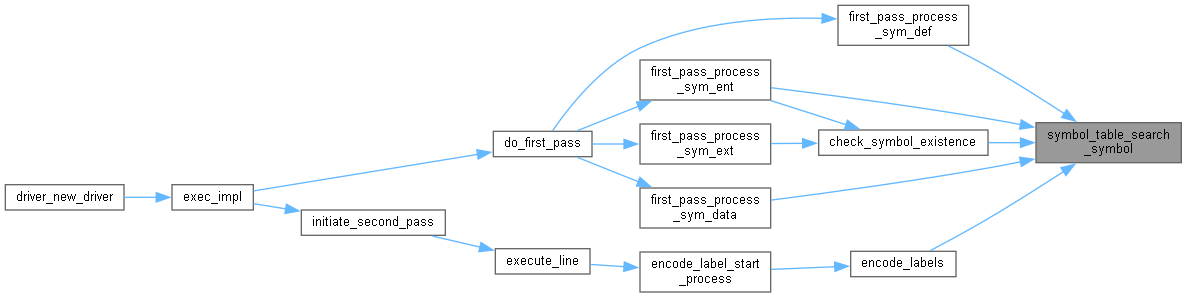 first_pass_process
_sym_def
first_pass_process
_sym_ent
symbol_table_search
_symbol
do_first_pass
first_pass_process
_sym_ext
check_symbol_existence
driver_new_driver
exec_impl
first_pass_process
_sym_data
initiate_second_pass
execute_line
encode_label_start
_process
encode_labels